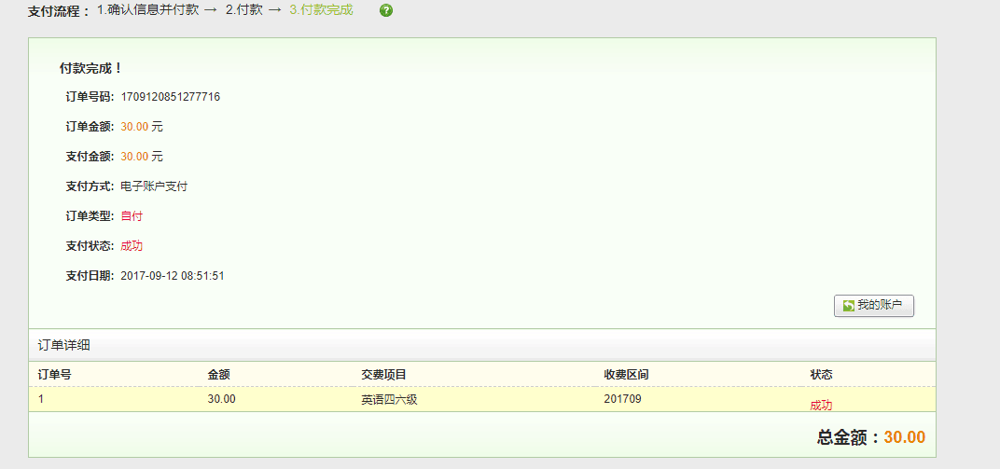 支付流程： 1.确认信息并付款 → 2.付款 → 3.付款完成 ?
付款完成！
订单号码: 1709120851277716
订单金额: 30.00 元
支付金额: 30.00 元
支付方式: 电子账户支付
订单类型: 自付
支付状态: 成功
支付日期: 2017-09-12 08:51:51
我的账户
订单详细
订单号 金额 交费项目 收费区间 状态
1 30.00 英语四六级 201709 成功
总金额：30.00